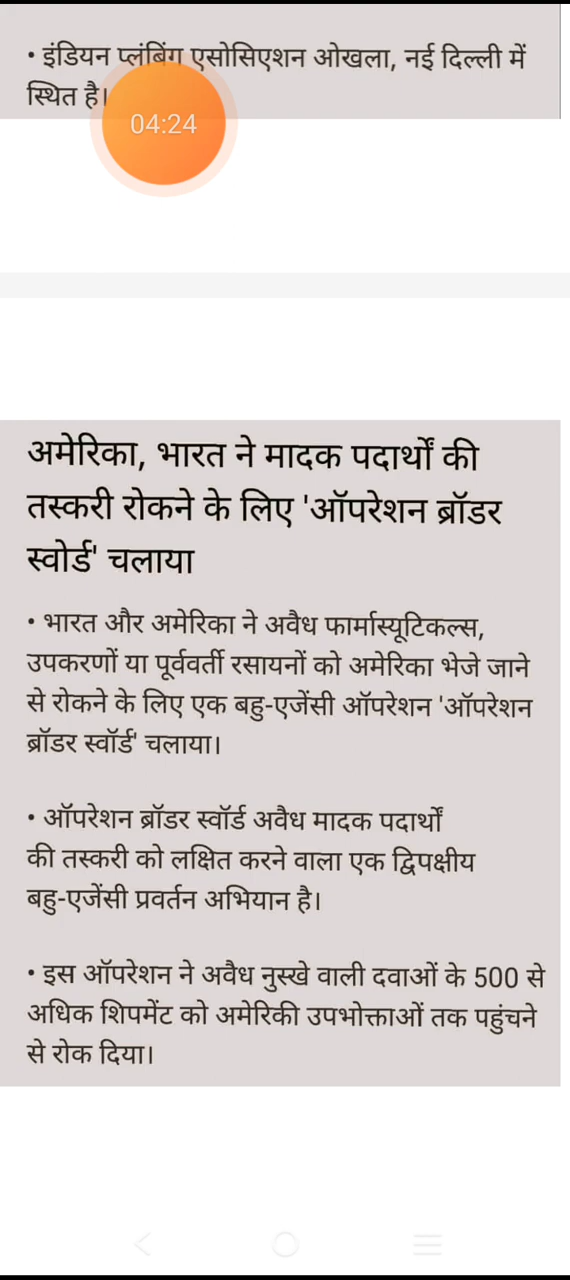 • इंडियन प्लंबिंग एसोसिएशन ओखला, नई दिल्ली में
स्थित है।
04:24
अमेरिका, भारत ने मादक पदार्थों की
तस्करी रोकने के लिए 'ऑपरेशन ब्रॉडर
स्वोर्ड' चलाया
• भारत और अमेरिका ने अवैध फार्मास्यूटिकल्स,
उपकरणों या पूर्ववर्ती रसायनों को अमेरिका भेजे जाने
से रोकने के लिए एक बहु-एजेंसी ऑपरेशन 'ऑपरेशन
ब्रॉडर स्वॉर्ड' चलाया।
• ऑपरेशन ब्रॉडर स्वॉर्ड अवैध मादक पदार्थों
की तस्करी को लक्षित करने वाला एक द्विपक्षीय
बहु-एजेंसी प्रवर्तन अभियान है।
• इस ऑपरेशन ने अवैध नुस्खे वाली दवाओं के 500 से
अधिक शिपमेंट को अमेरिकी उपभोक्ताओं तक पहुंचने
से रोक दिया।